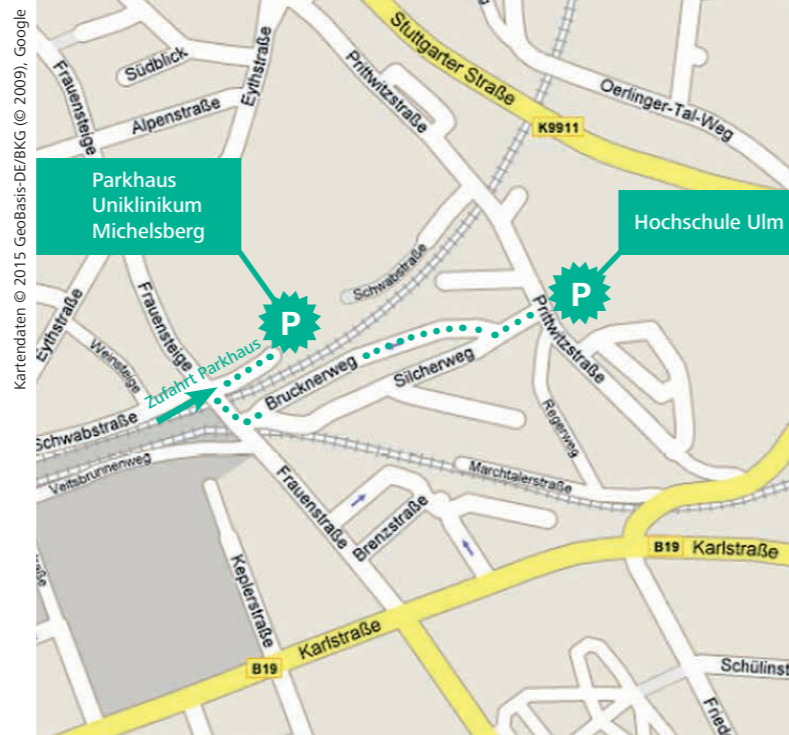 Kartendaten © 2015 GeoBasis-DE/BKG (© 2009), Google
Frauensteige
Südblick
Eythstraße
Alpenstraße
Prittwitzstraße
Stuttgarter Straße
K9911
Oerlinger-Tal-Weg
Parkhaus
Uniklinikum
Michelsberg
Hochschule Ulm
P
P
Schwabstraße
Eythstraße
Frauensteige
Weinsteige
Zufahrt Parkhaus
Brucknerweg
Silcherweg
Prittwitzstraße
Regerweg
Schwabstraße
Veitsbrunnenweg
Frauenstraße
Marchtalerstraße
Brenzstraße
Keplerstraße
B19 Karlstraße
Karlstraße
B19
Schülinst
Friede